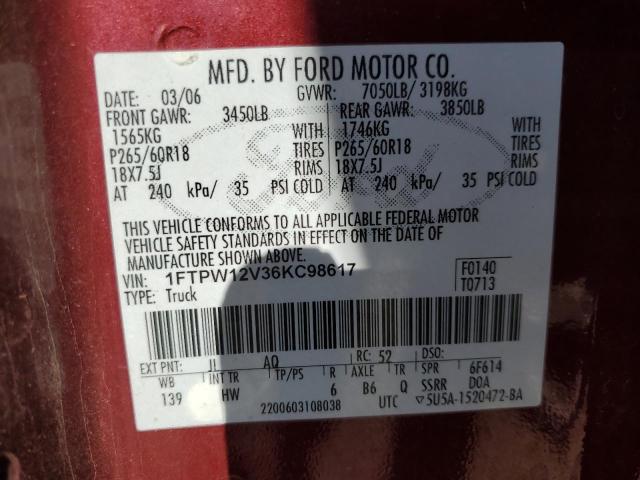 MFD. BY FORD MOTOR CO.
DATE: 03/06 GVWR: 7050LB/ 3198KG
FRONT GAWR: 3450LB REAR GAWR: 3850LB
1565KG WITH 1746KG WITH
P265/60R18 TIRES P265/60R18 TIRES
18X7.5J RIMS 18X7.5J RIMS
AT 240 kPa/ 35 PSI COLD AT 240 kPa/ 35 PSI COLD
THIS VEHICLE CONFORMS TO ALL APPLICABLE FEDERAL MOTOR
VEHICLE SAFETY STANDARDS IN EFFECT ON THE DATE OF
MANUFACTURE SHOWN ABOVE.
VIN: 1FTPW12V36KC98617 F0140
TYPE: Truck T0713
EXT PNT: JL AQ RC: 52 DSO:
WB INT TR TP/PS R AXLE TR SPR 6F614
139 HW 6 B6 Q SSRR DOA
2200603108038 UTC ▽5U5A-1520472-BA